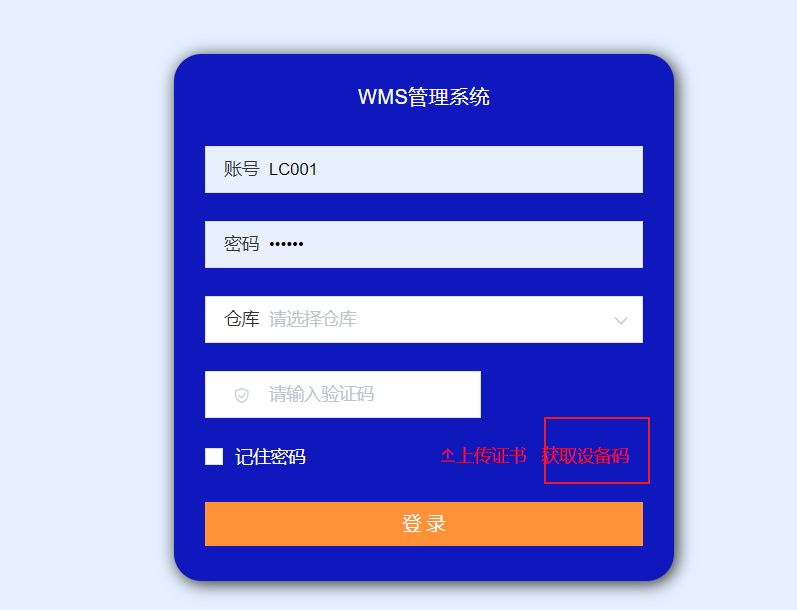 WMS管理系统
账号 LC001
密码 ••••••
仓库 请选择仓库
请输入验证码
记住密码 上传证书 获取设备码
登录